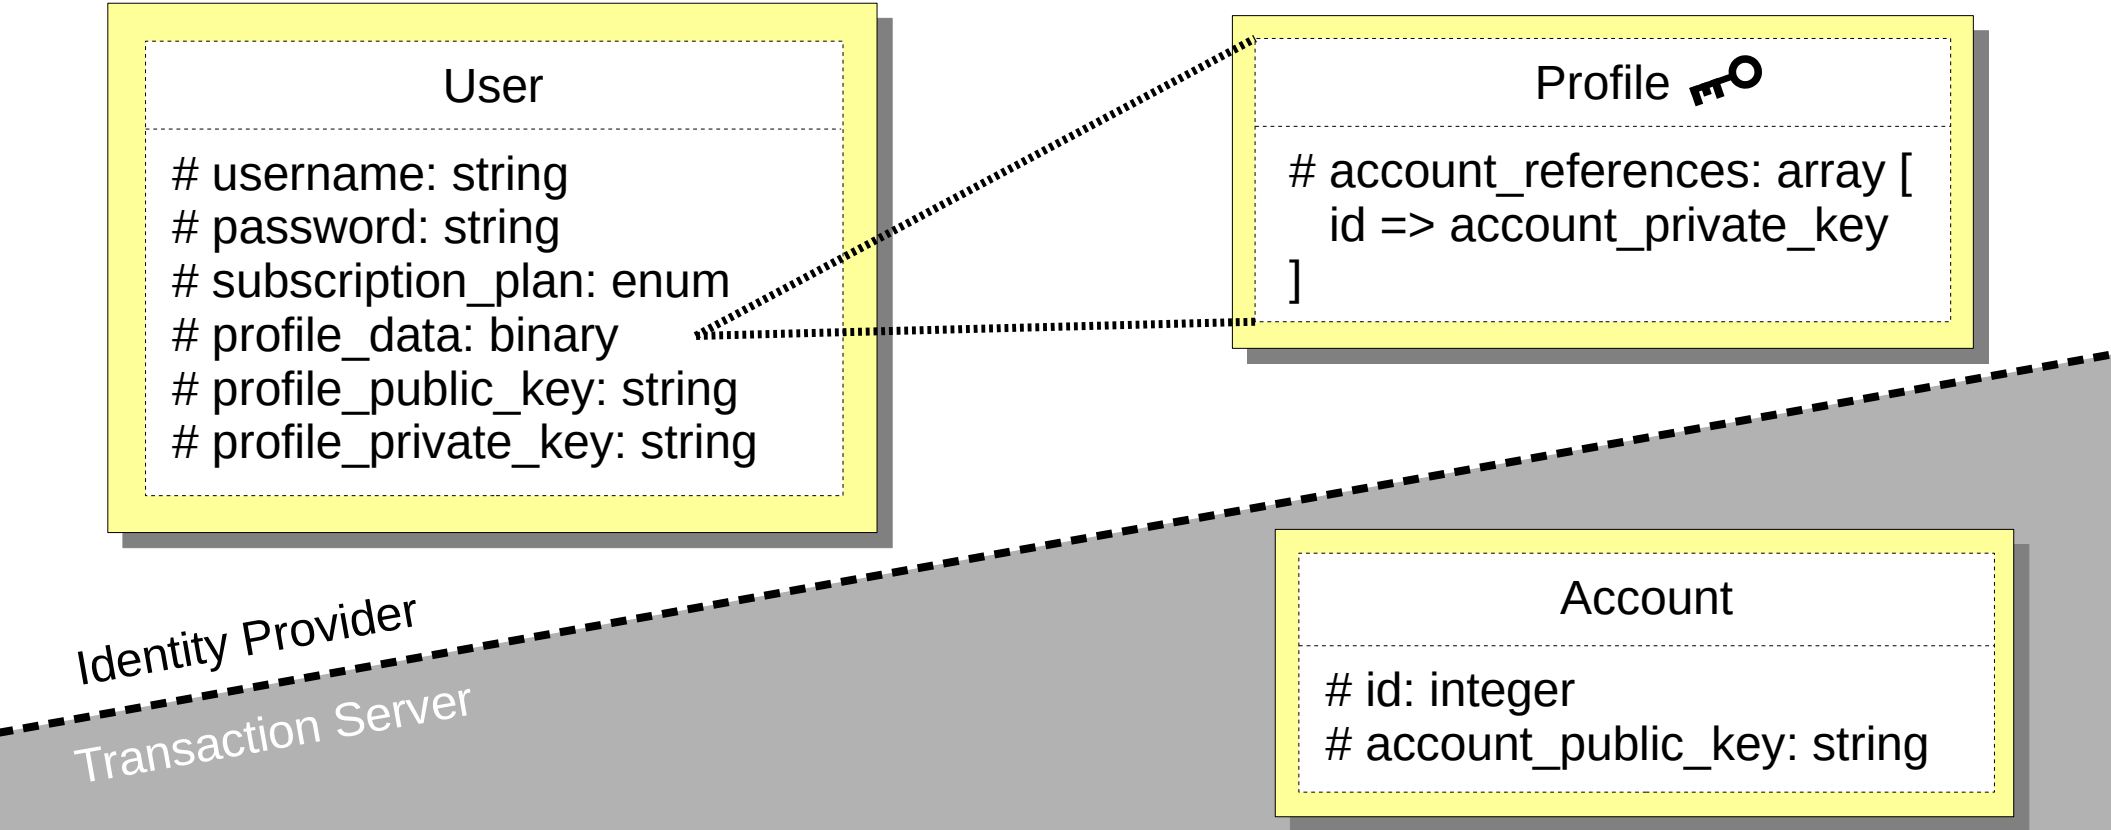 User
# username: string
# password: string
# subscription_plan: enum
# profile_data: binary
# profile_public_key: string
# profile_private_key: string
Profile
# account_references: array [
id => account_private_key
]
Identity Provider
Transaction Server
Account
# id: integer
# account_public_key: string